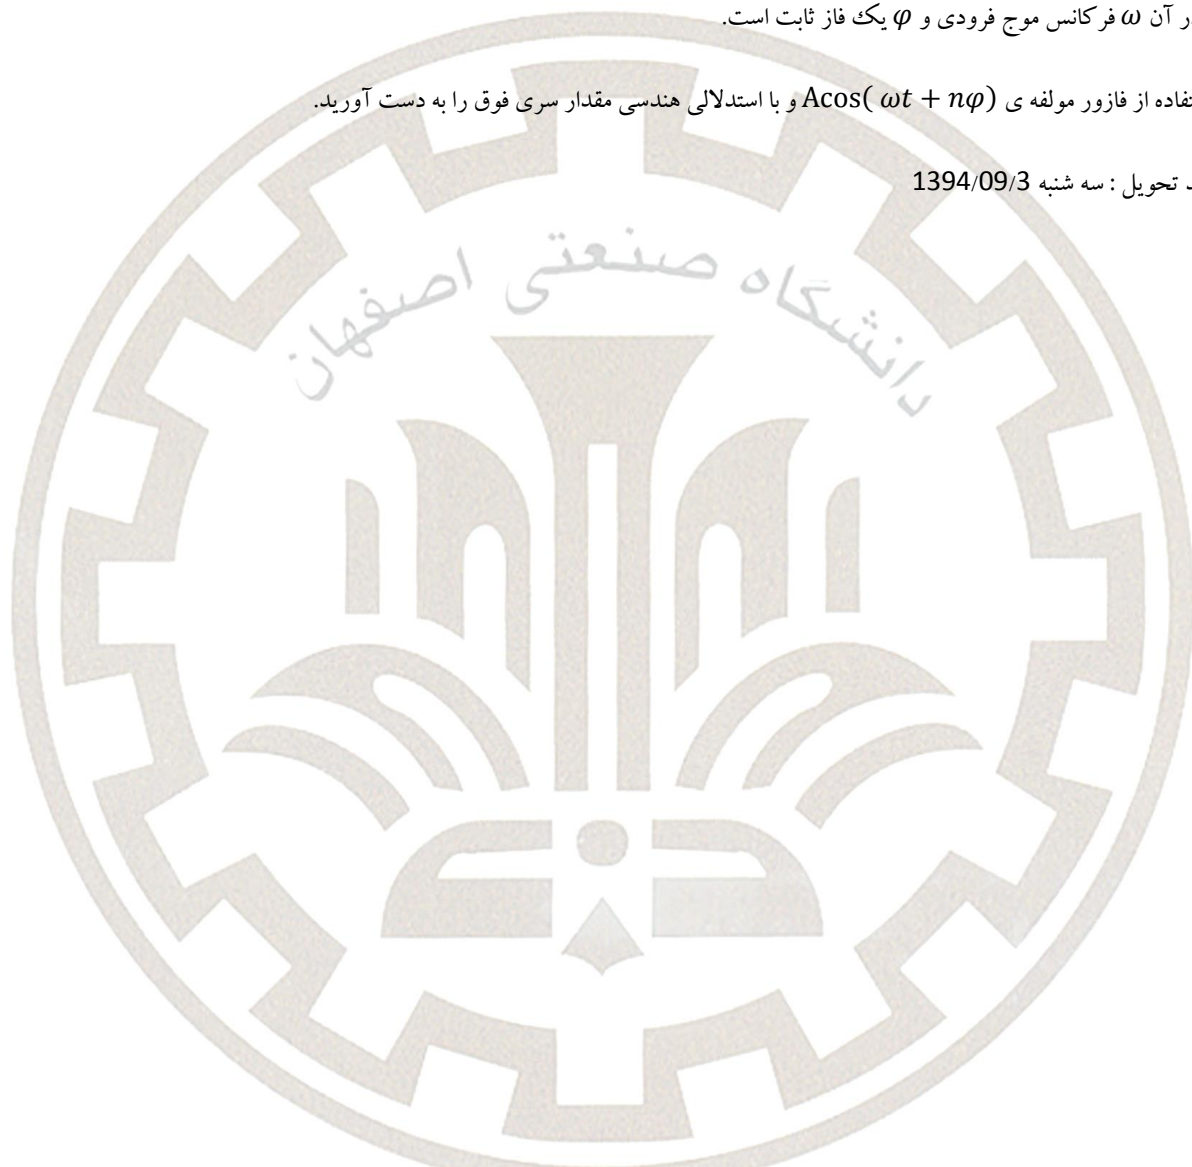 ر آن ω فرکانس موج فرودی و φ یک فاز ثابت است.
تفاده از فازور مولفه ی Acos( ωt + nφ) و با استدلالی هندسی مقدار سری فوق را به دست آورید.
د تحویل : سه شنبه 1394/09/3
دانشگاه صنعتی اصفهان